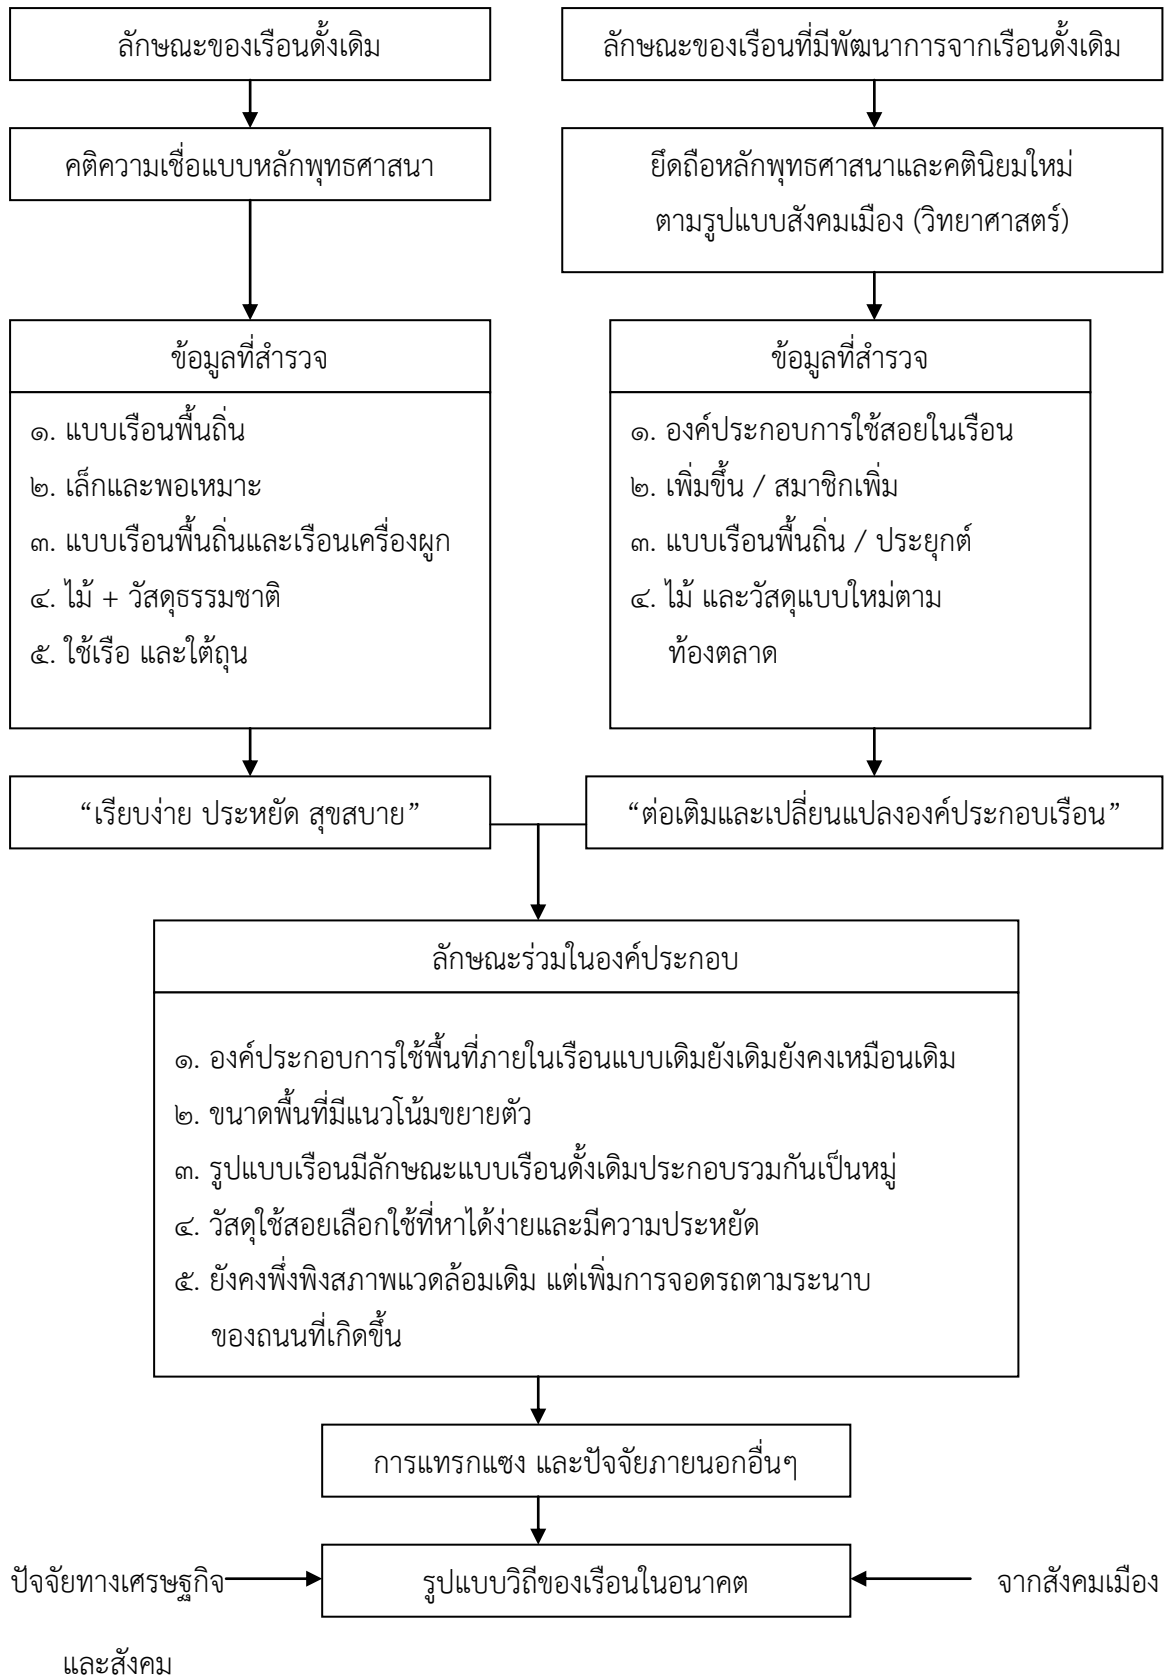 ลักษณะของเรือนดั้งเดิม
ลักษณะของเรือนที่มีพัฒนาการจากเรือนดั้งเดิม
คติความเชื่อแบบหลักพุทธศาสนา
ยึดถือหลักพุทธศาสนาและคตินิยมใหม่
ตามรูปแบบสังคมเมือง (วิทยาศาสตร์)
ข้อมูลที่สำรวจ
๑. แบบเรือนพื้นถิ่น
๒. เล็กและพอเหมาะ
๓. แบบเรือนพื้นถิ่นและเรือนเครื่องผูก
๔. ไม้ + วัสดุธรรมชาติ
๕. ใช้เรือ และใต้ถุน
ข้อมูลที่สำรวจ
๑. องค์ประกอบการใช้สอยในเรือน
๒. เพิ่มขึ้น / สมาชิกเพิ่ม
๓. แบบเรือนพื้นถิ่น / ประยุกต์
๔. ไม้ และวัสดุแบบใหม่ตาม
ท้องตลาด
“เรียบง่าย ประหยัด สุขสบาย”
“ต่อเติมและเปลี่ยนแปลงองค์ประกอบเรือน”
ลักษณะร่วมในองค์ประกอบ
๑. องค์ประกอบการใช้พื้นที่ภายในเรือนแบบเดิมยังเดิมยังคงเหมือนเดิม
๒. ขนาดพื้นที่มีแนวโน้มขยายตัว
๓. รูปแบบเรือนมีลักษณะแบบเรือนดั้งเดิมประกอบรวมกันเป็นหมู่
๔. วัสดุใช้สอยเลือกใช้ที่หาได้ง่ายและมีความประหยัด
๕. ยังคงพึ่งพิงสภาพแวดล้อมเดิม แต่เพิ่มการจอดรถตามระนาบ
ของถนนที่เกิดขึ้น
การแทรกแซง และปัจจัยภายนอกอื่นๆ
ปัจจัยทางเศรษฐกิจ
และสังคม
รูปแบบวิถีของเรือนในอนาคต
จากสังคมเมือง